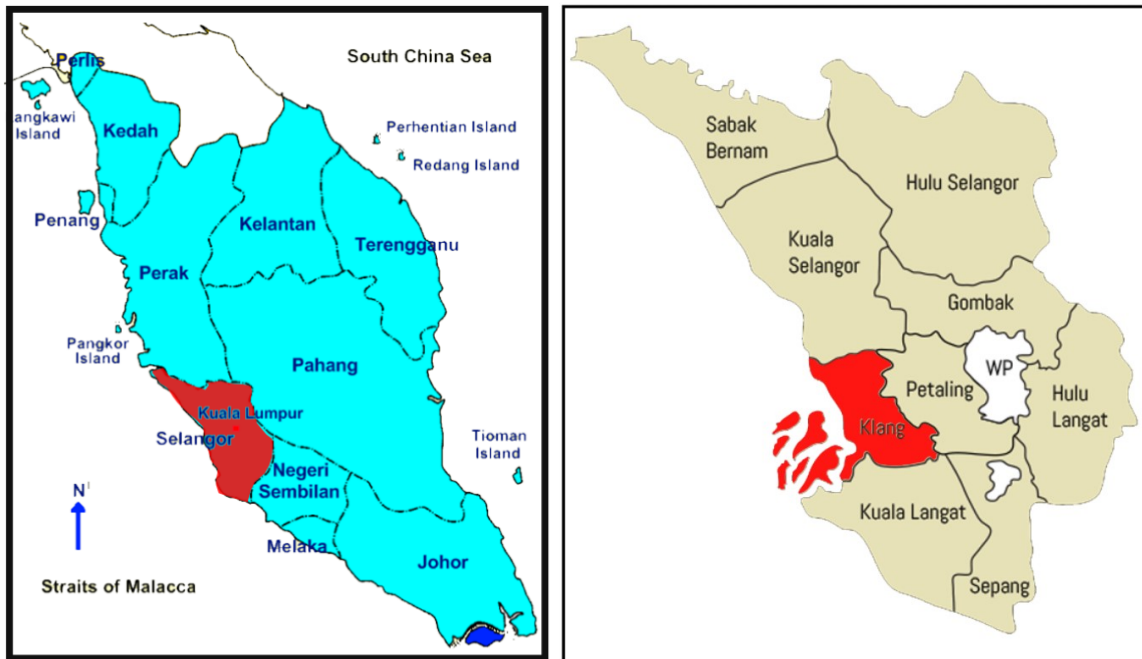 South China Sea
Perlis
angkawi
Island
Kedah
Perhentian Island
Redang Island
Penang
Kelantan
Terengganu
Perak
Pangkor
Island
Pahang
Kuala Lumpur
Selangor
Tioman
Island
Negeri
Sembilan
N
Melaka
Johor
Straits of Malacca
Sabak
Bernam
Hulu Selangor
Kuala
Selangor
Gombak
WP
Petaling
Hulu
Langat
Klang
Kuala Langat
Sepang